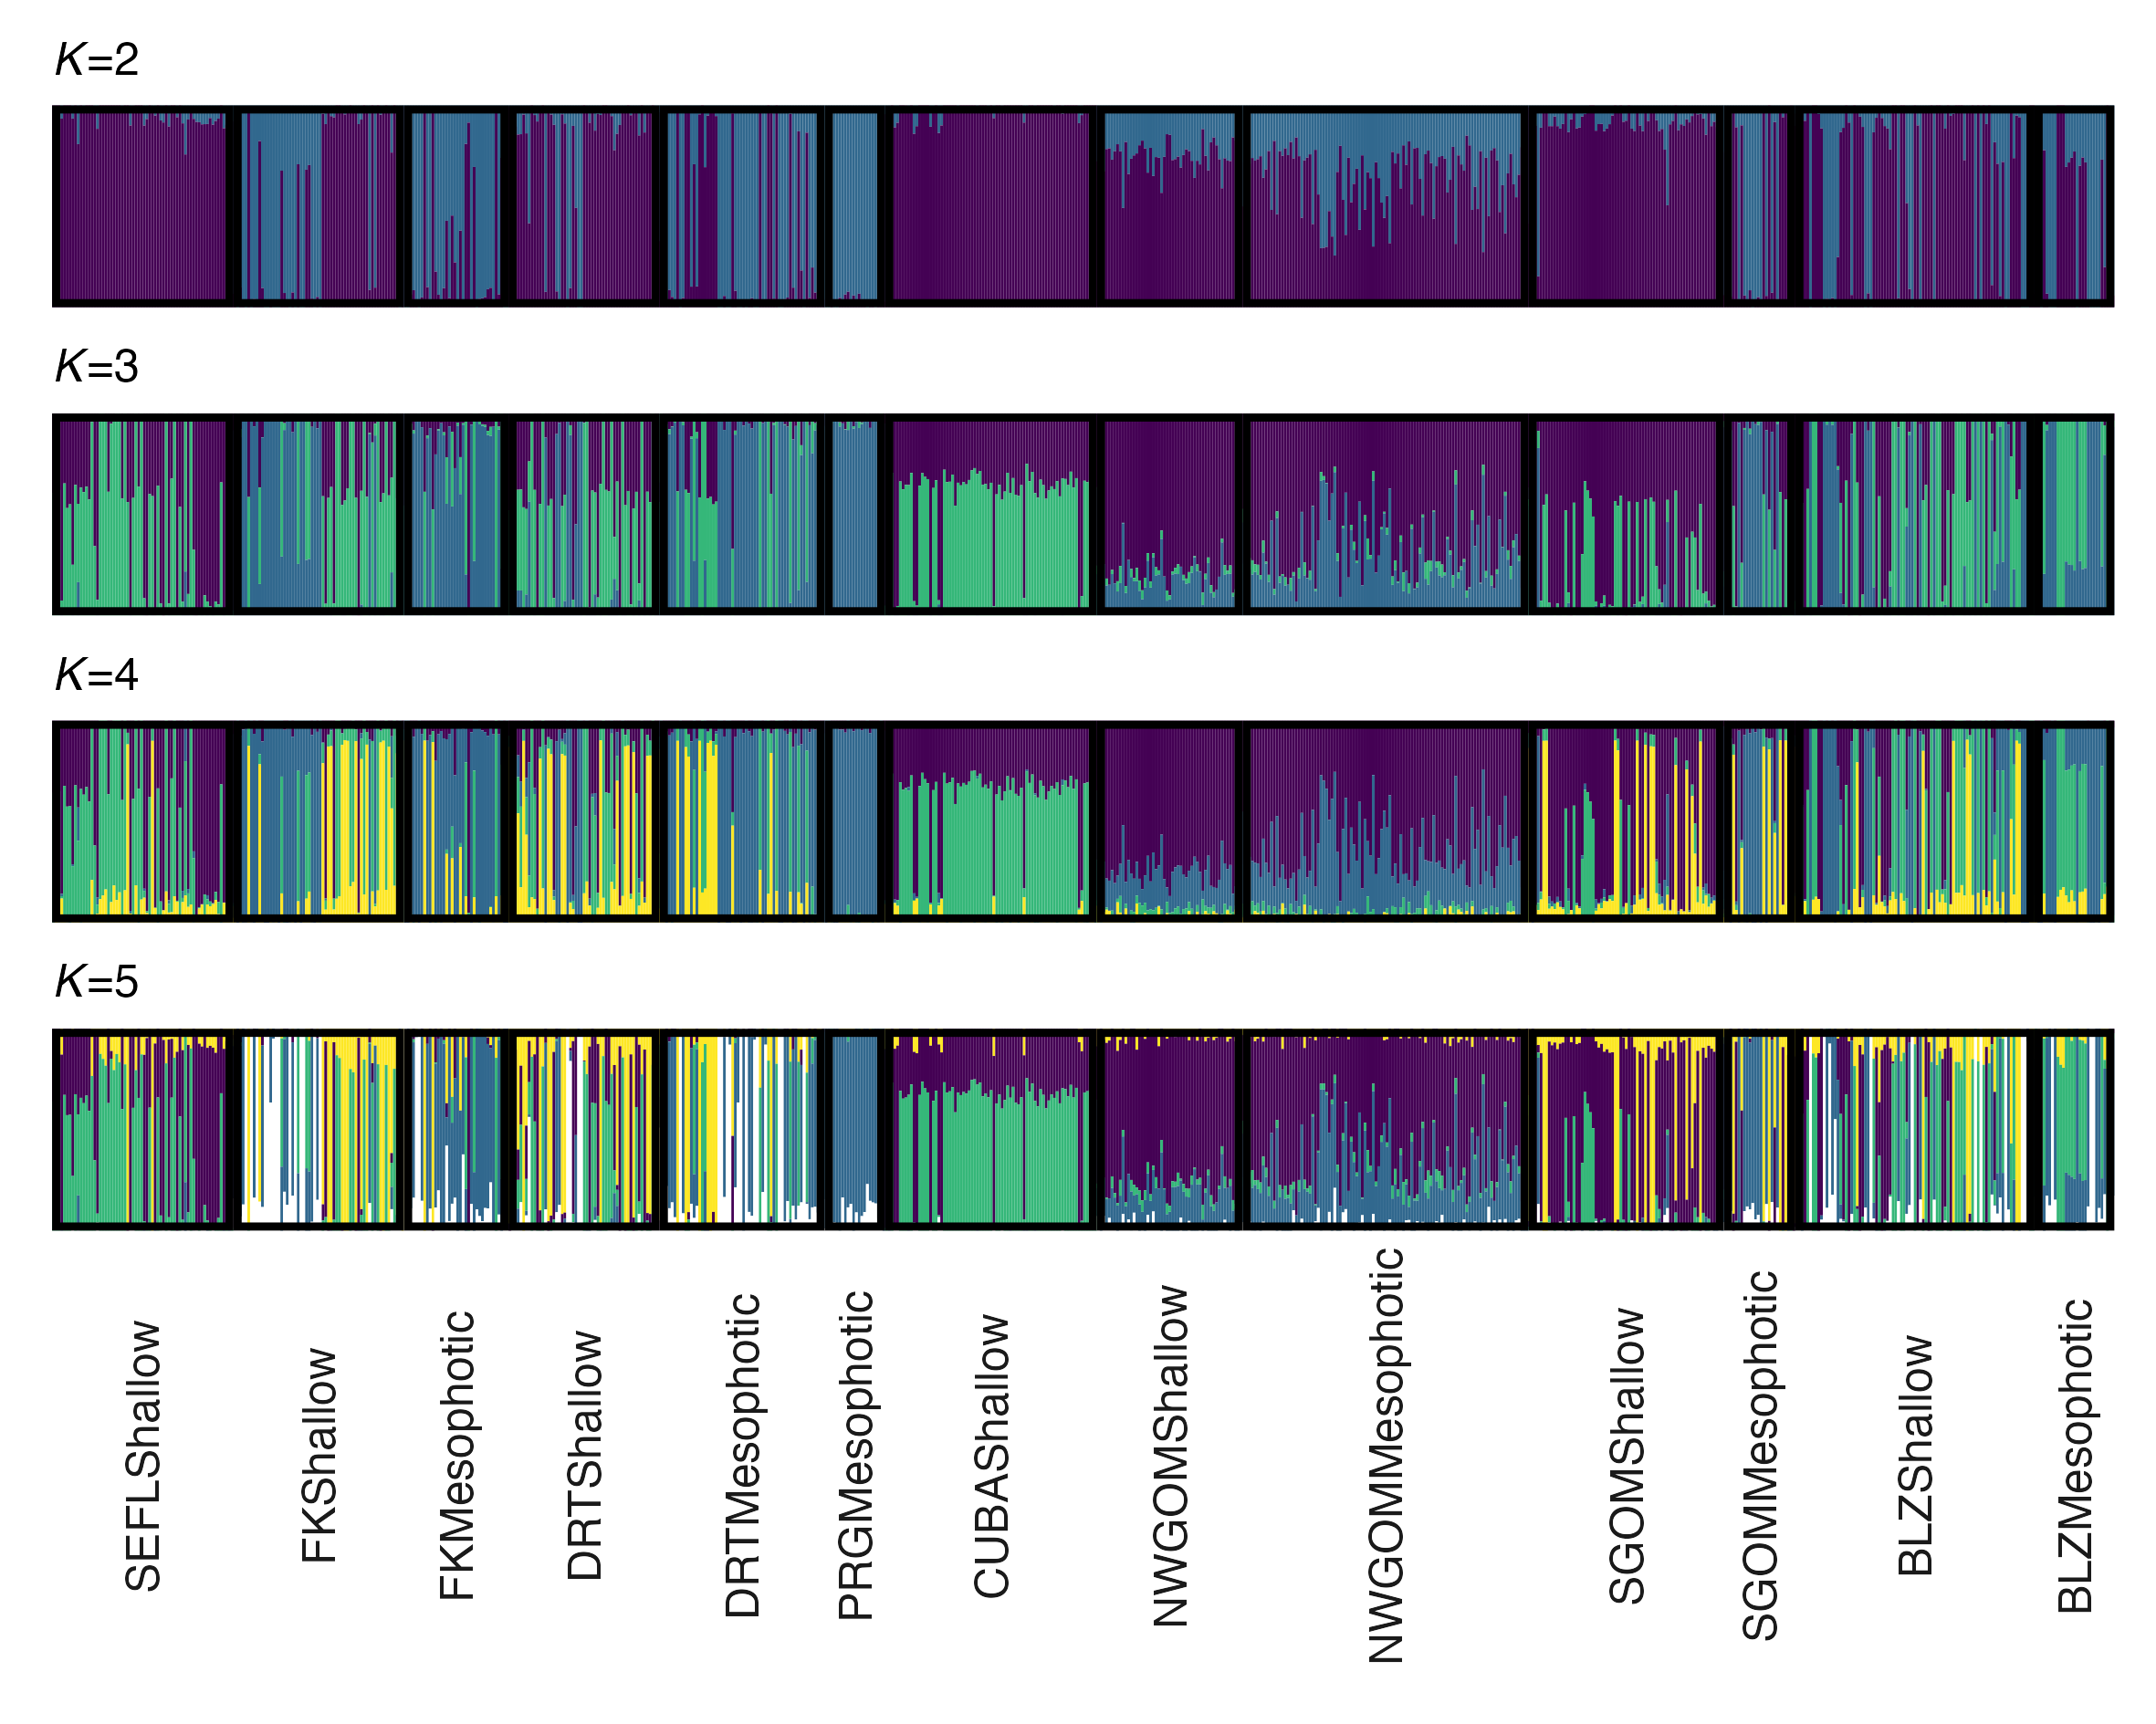 K=2
K=3
K=4
K=5
SEFLShallow
FKShallow
FKMesophotic
DRTShallow
DRTMesophotic
PRGMesophotic
CUBAShallow
NWGOMShallow
NWGOMMesophotic
SGOMShallow
SGOMMesophotic
BLZShallow
BLZMesophotic